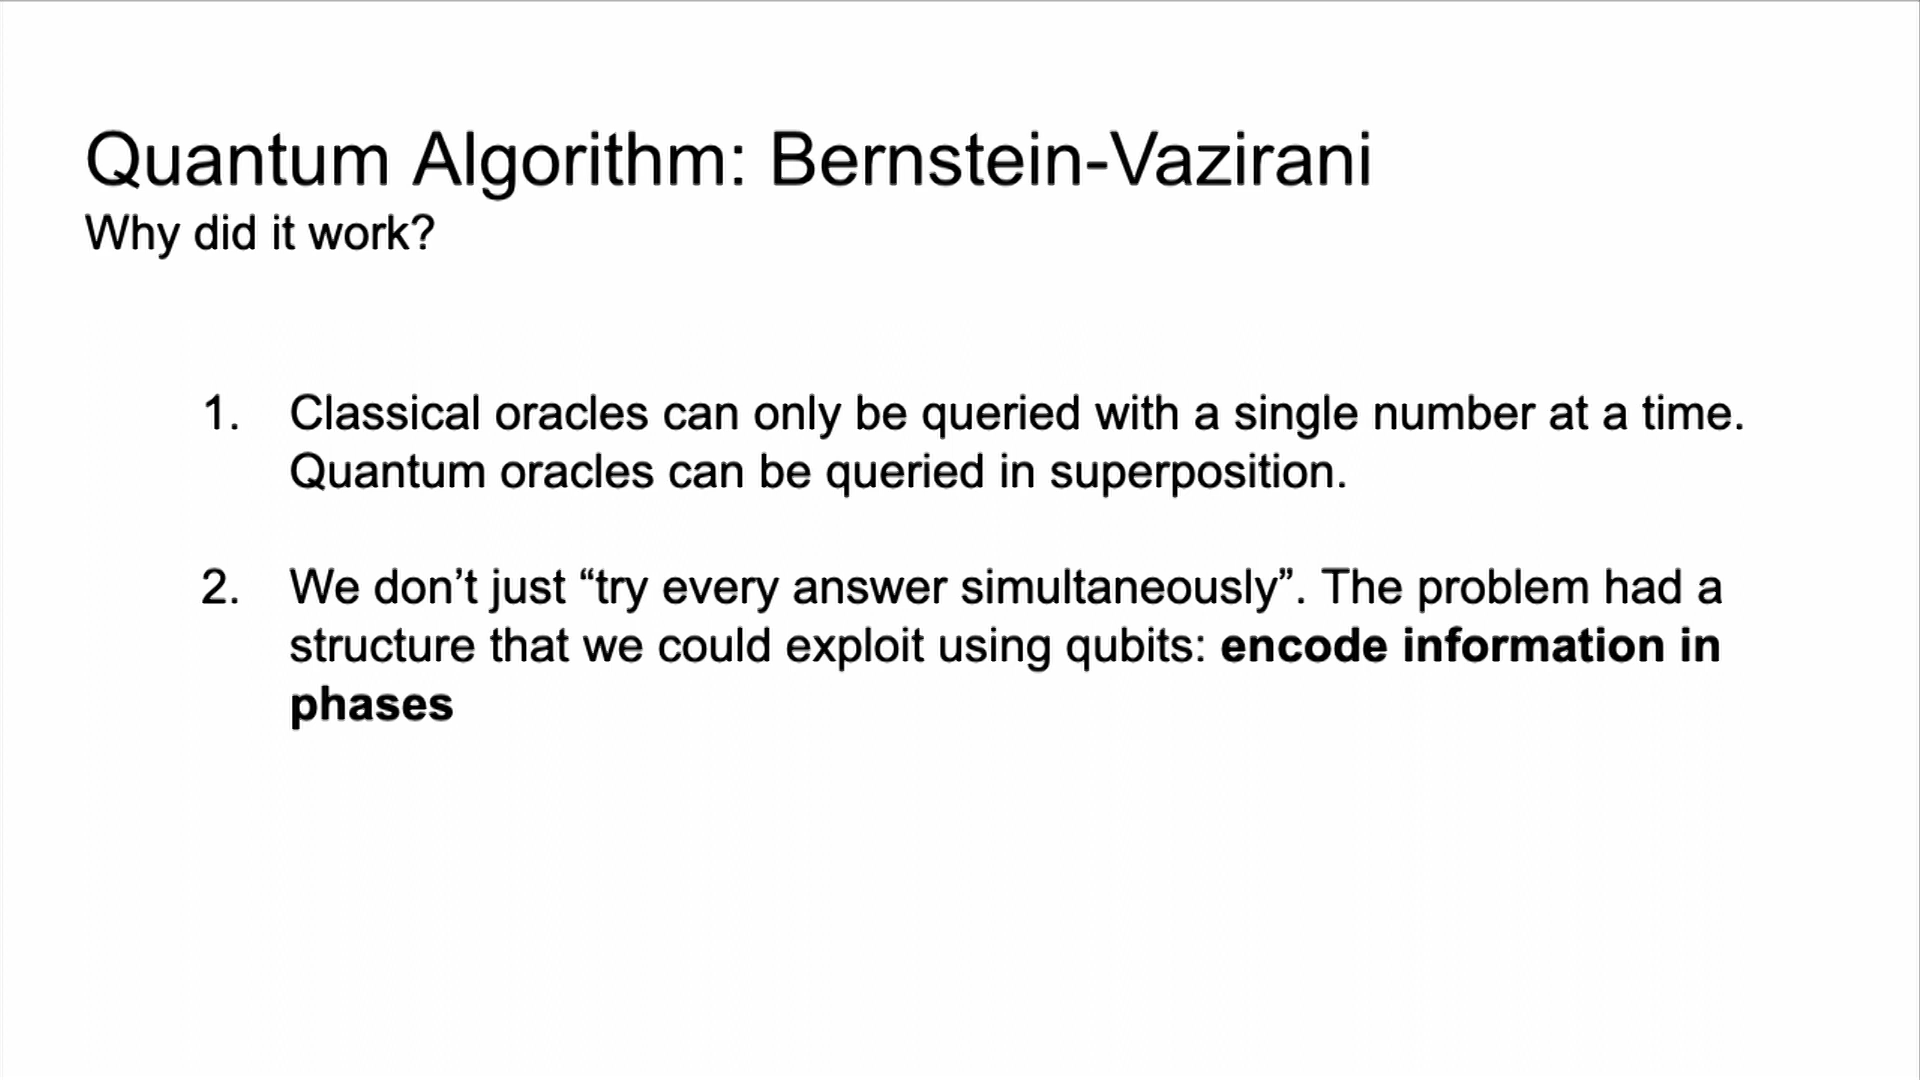 Quantum Algorithm: Bernstein-Vazirani
Why did it work?
1. Classical oracles can only be queried with a single number at a time.
Quantum oracles can be queried in superposition.
2. We don’t just “try every answer simultaneously”. The problem had a
structure that we could exploit using qubits: encode information in
phases